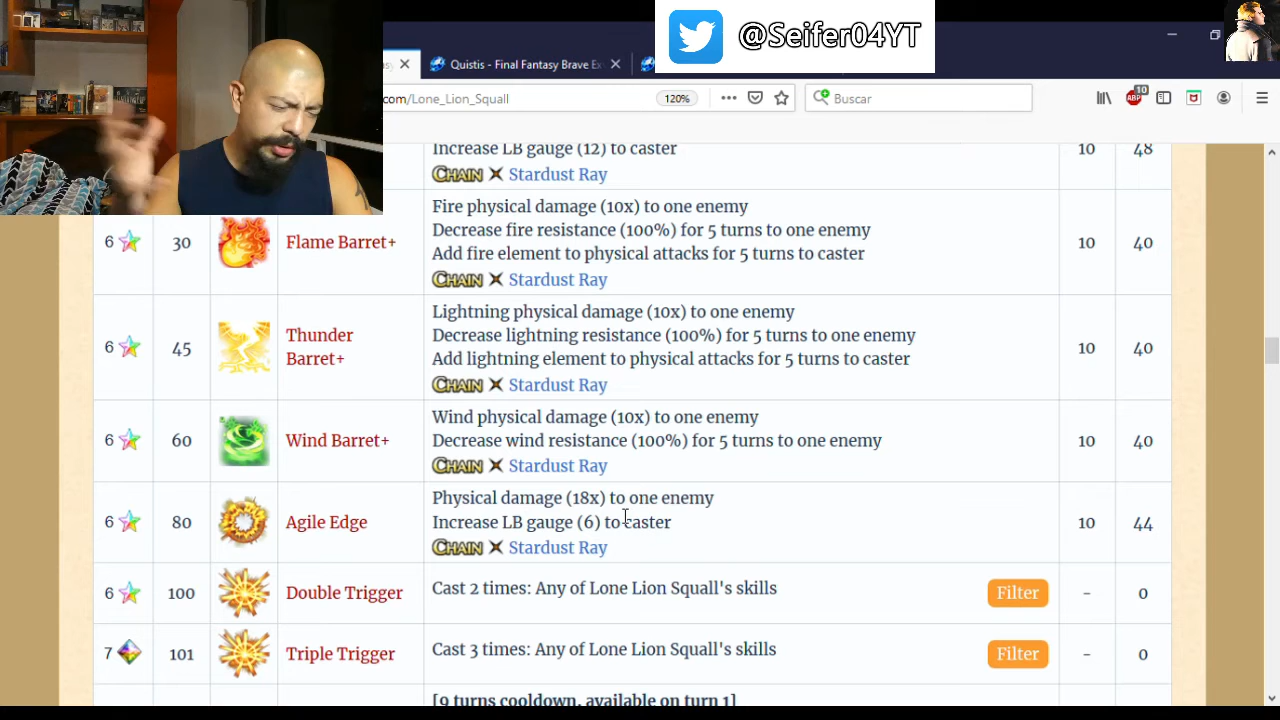 @Seifer04YT
Quistis - Final Fantasy Brave Ex
com/Lone_Lion_Squall
120%
Buscar
10
Increase LB gauge (12) to caster
10
48
CHAIN Stardust Ray
6
30
Flame Barret+
Fire physical damage (10x) to one enemy
Decrease fire resistance (100%) for 5 turns to one enemy
Add fire element to physical attacks for 5 turns to caster
CHAIN Stardust Ray
10
40
6
45
Thunder
Barret+
Lightning physical damage (10x) to one enemy
Decrease lightning resistance (100%) for 5 turns to one enemy
Add lightning element to physical attacks for 5 turns to caster
CHAIN Stardust Ray
10
40
6
60
Wind Barret+
Wind physical damage (10x) to one enemy
Decrease wind resistance (100%) for 5 turns to one enemy
CHAIN Stardust Ray
10
40
6
80
Agile Edge
Physical damage (18x) to one enemy
Increase LB gauge (6) to caster
CHAIN Stardust Ray
10
44
6
100
Double Trigger
Cast 2 times: Any of Lone Lion Squall's skills
Filter
-
0
7
101
Triple Trigger
Cast 3 times: Any of Lone Lion Squall's skills
Filter
-
0
[9 turns cooldown, available on turn 1]